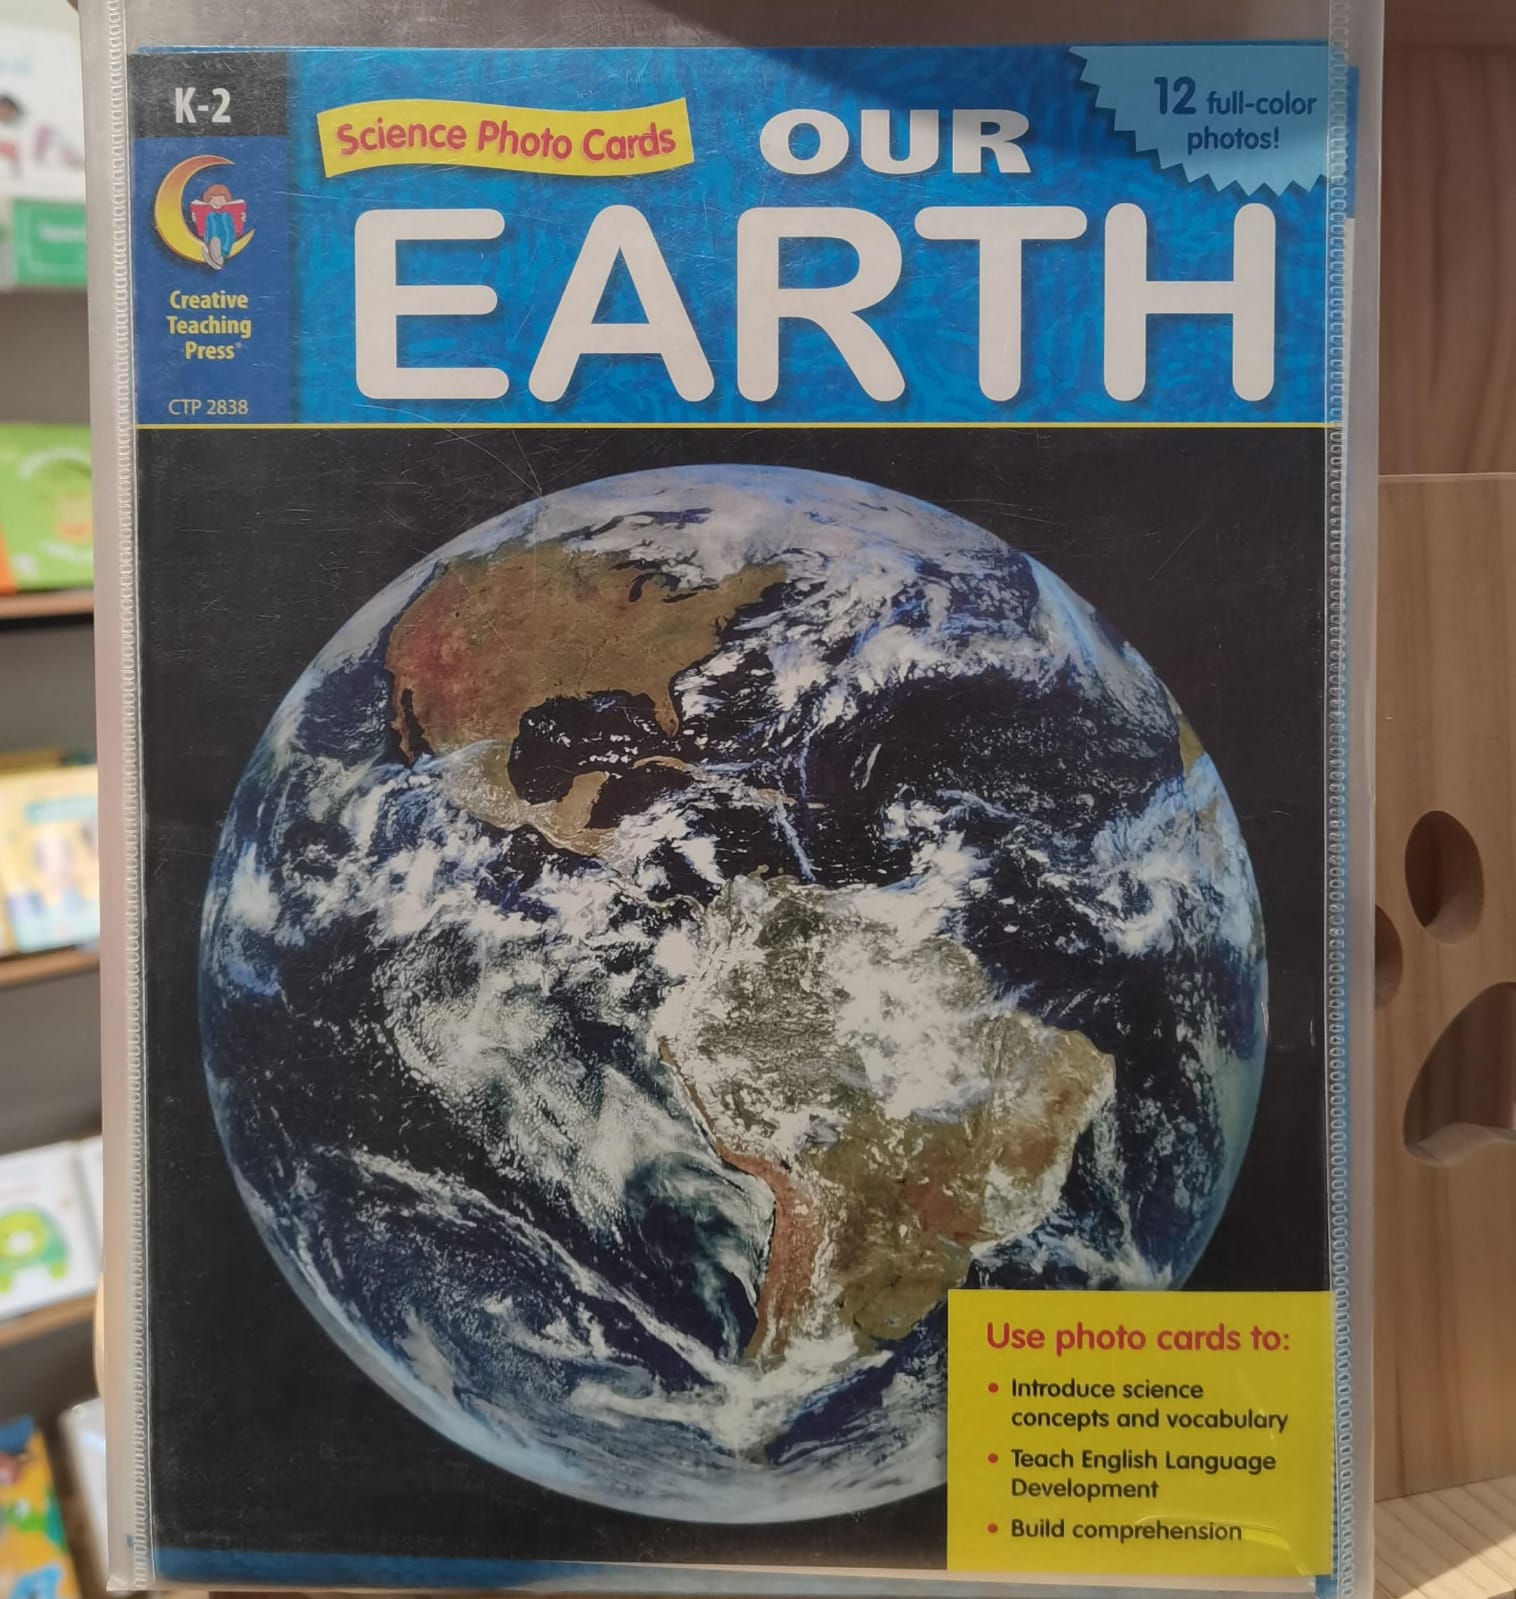 K-2
Science Photo Cards
OUR
EARTH
12 full-color
photos!
Creative
Teaching
Press®
CTP 2838
Use photo cards to:
• Introduce science
concepts and vocabulary
• Teach English Language
Development
• Build comprehension